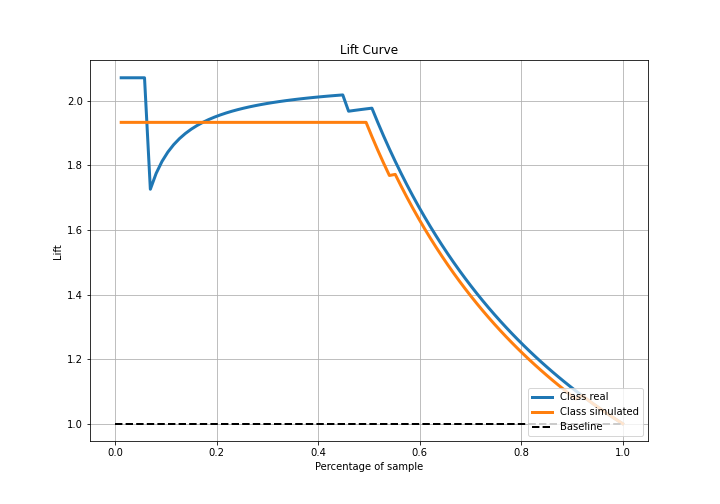 Lift Curve
Lift
2.0
1.8
1.6
1.4
1.2
1.0
Class real
Class simulated
Baseline
0.0
0.2
0.4
0.6
0.8
1.0
Percentage of sample